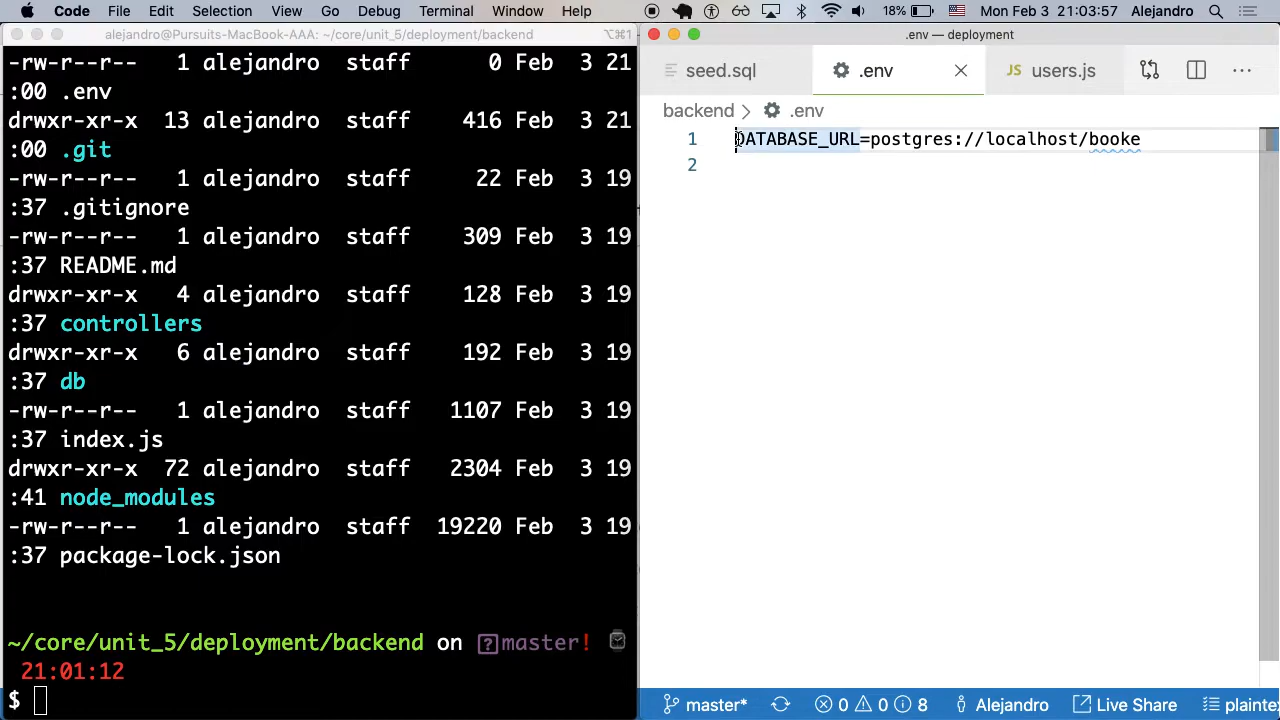 Code File Edit Selection View Go Debug Terminal Window Help 18% Mon Feb 3 21:03:57 Alejandro
alejandro@Pursuits-MacBook-AAA: ~/core/unit_5/deployment/backend ⌥⌘1
-rw-r--r-- 1 alejandro staff 0 Feb 3 21
:00 .env
drwxr-xr-x 13 alejandro staff 416 Feb 3 21
:00 .git
-rw-r--r-- 1 alejandro staff 22 Feb 3 19
:37 .gitignore
-rw-r--r-- 1 alejandro staff 309 Feb 3 19
:37 README.md
drwxr-xr-x 4 alejandro staff 128 Feb 3 19
:37 controllers
drwxr-xr-x 6 alejandro staff 192 Feb 3 19
:37 db
-rw-r--r-- 1 alejandro staff 1107 Feb 3 19
:37 index.js
drwxr-xr-x 72 alejandro staff 2304 Feb 3 19
:41 node_modules
-rw-r--r-- 1 alejandro staff 19220 Feb 3 19
:37 package-lock.json
~/core/unit_5/deployment/backend on ?master!
21:01:12
$
.env — deployment
seed.sql .env JS users.js
backend > .env
1 DATABASE_URL=postgres://localhost/booke
2
master* 0 0 8 Alejandro Live Share plainte